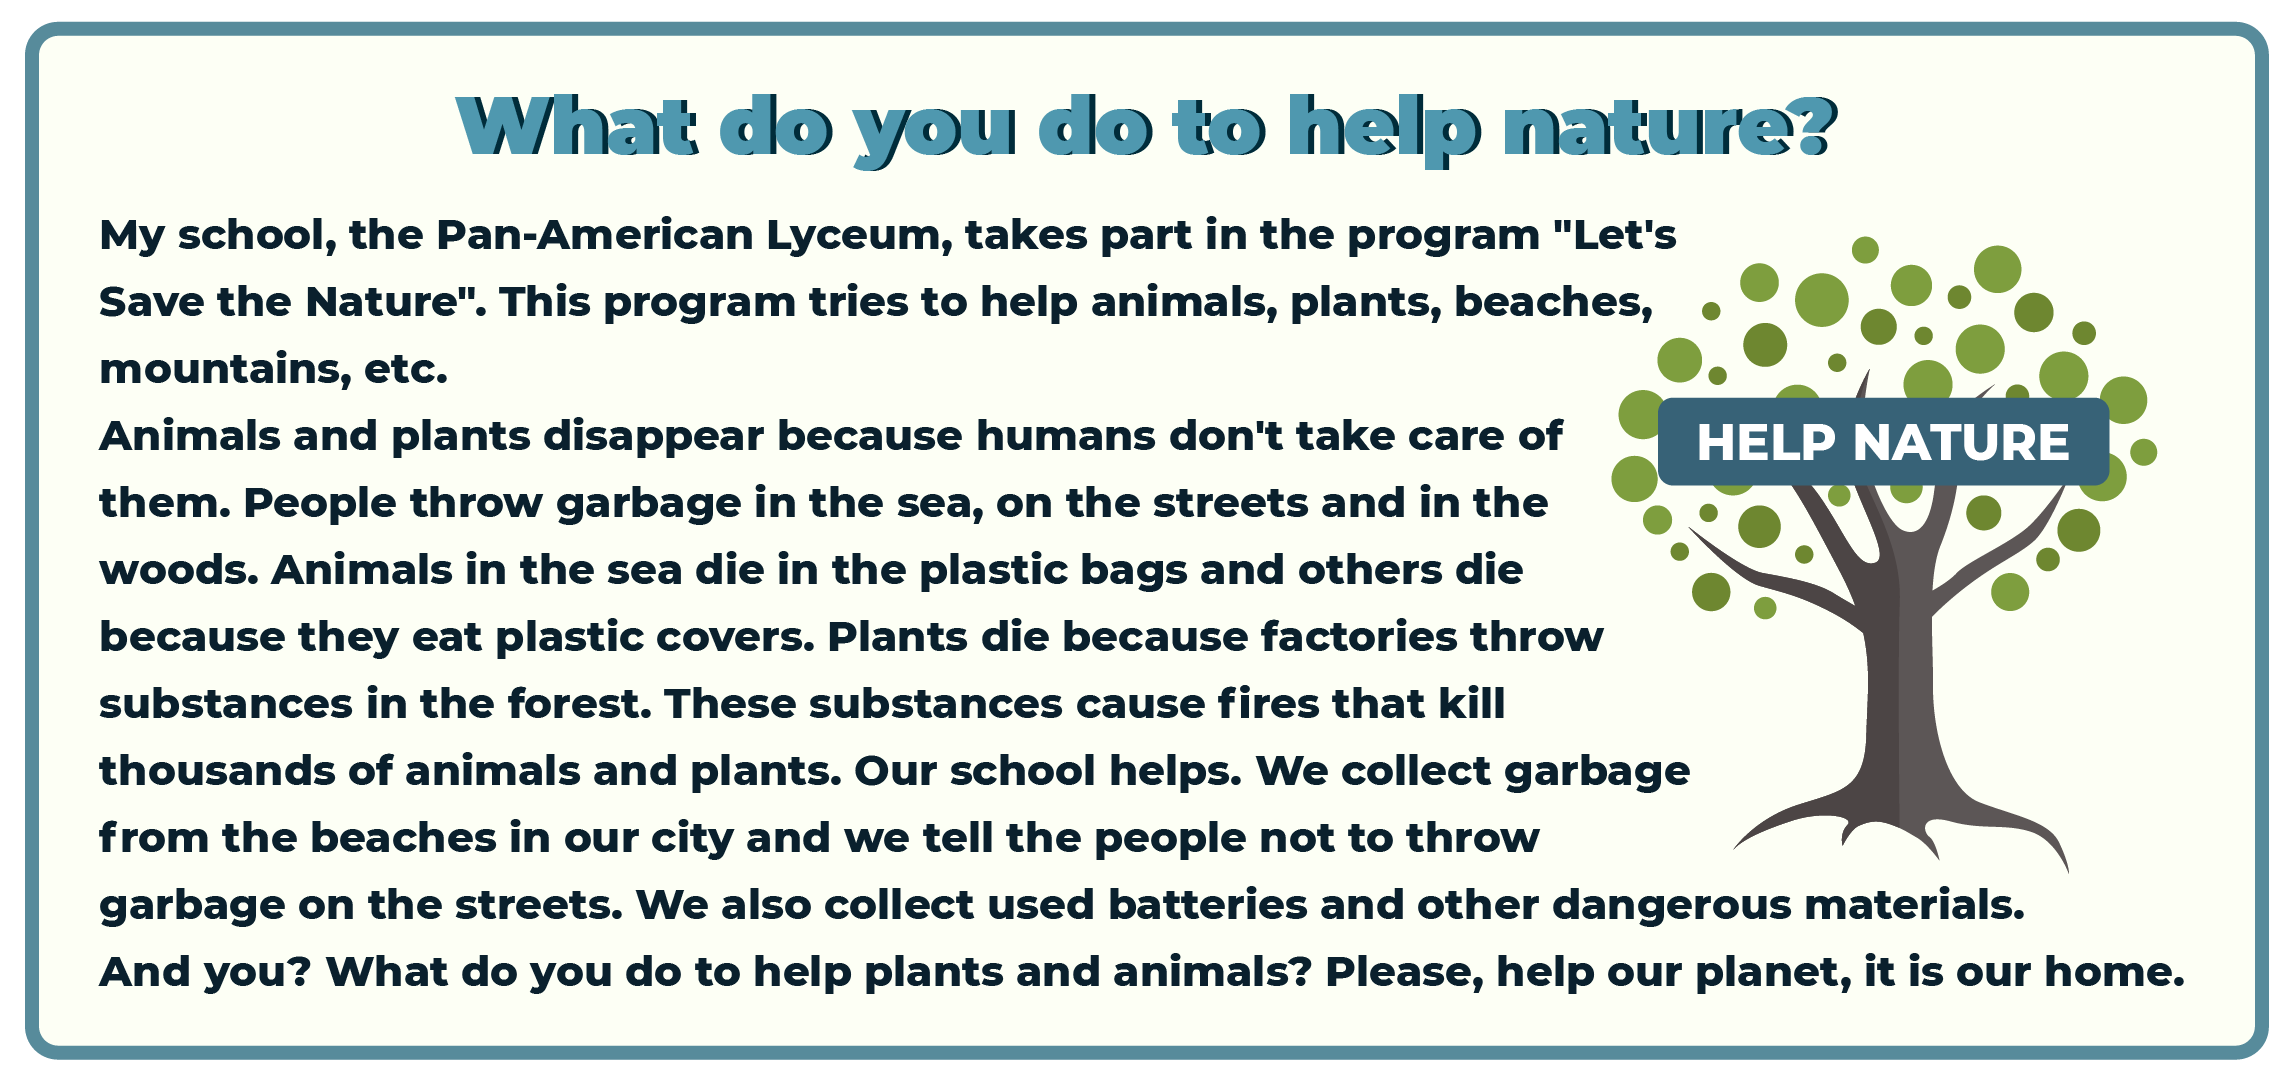 What do you do to help nature?
My school, the Pan-American Lyceum, takes part in the program "Let's
Save the Nature". This program tries to help animals, plants, beaches,
mountains, etc.
Animals and plants disappear because humans don't take care of
them. People throw garbage in the sea, on the streets and in the
woods. Animals in the sea die in the plastic bags and others die
because they eat plastic covers. Plants die because factories throw
substances in the forest. These substances cause fires that kill
thousands of animals and plants. Our school helps. We collect garbage
from the beaches in our city and we tell the people not to throw
garbage on the streets. We also collect used batteries and other dangerous materials.
And you? What do you do to help plants and animals? Please, help our planet, it is our home.
HELP NATURE